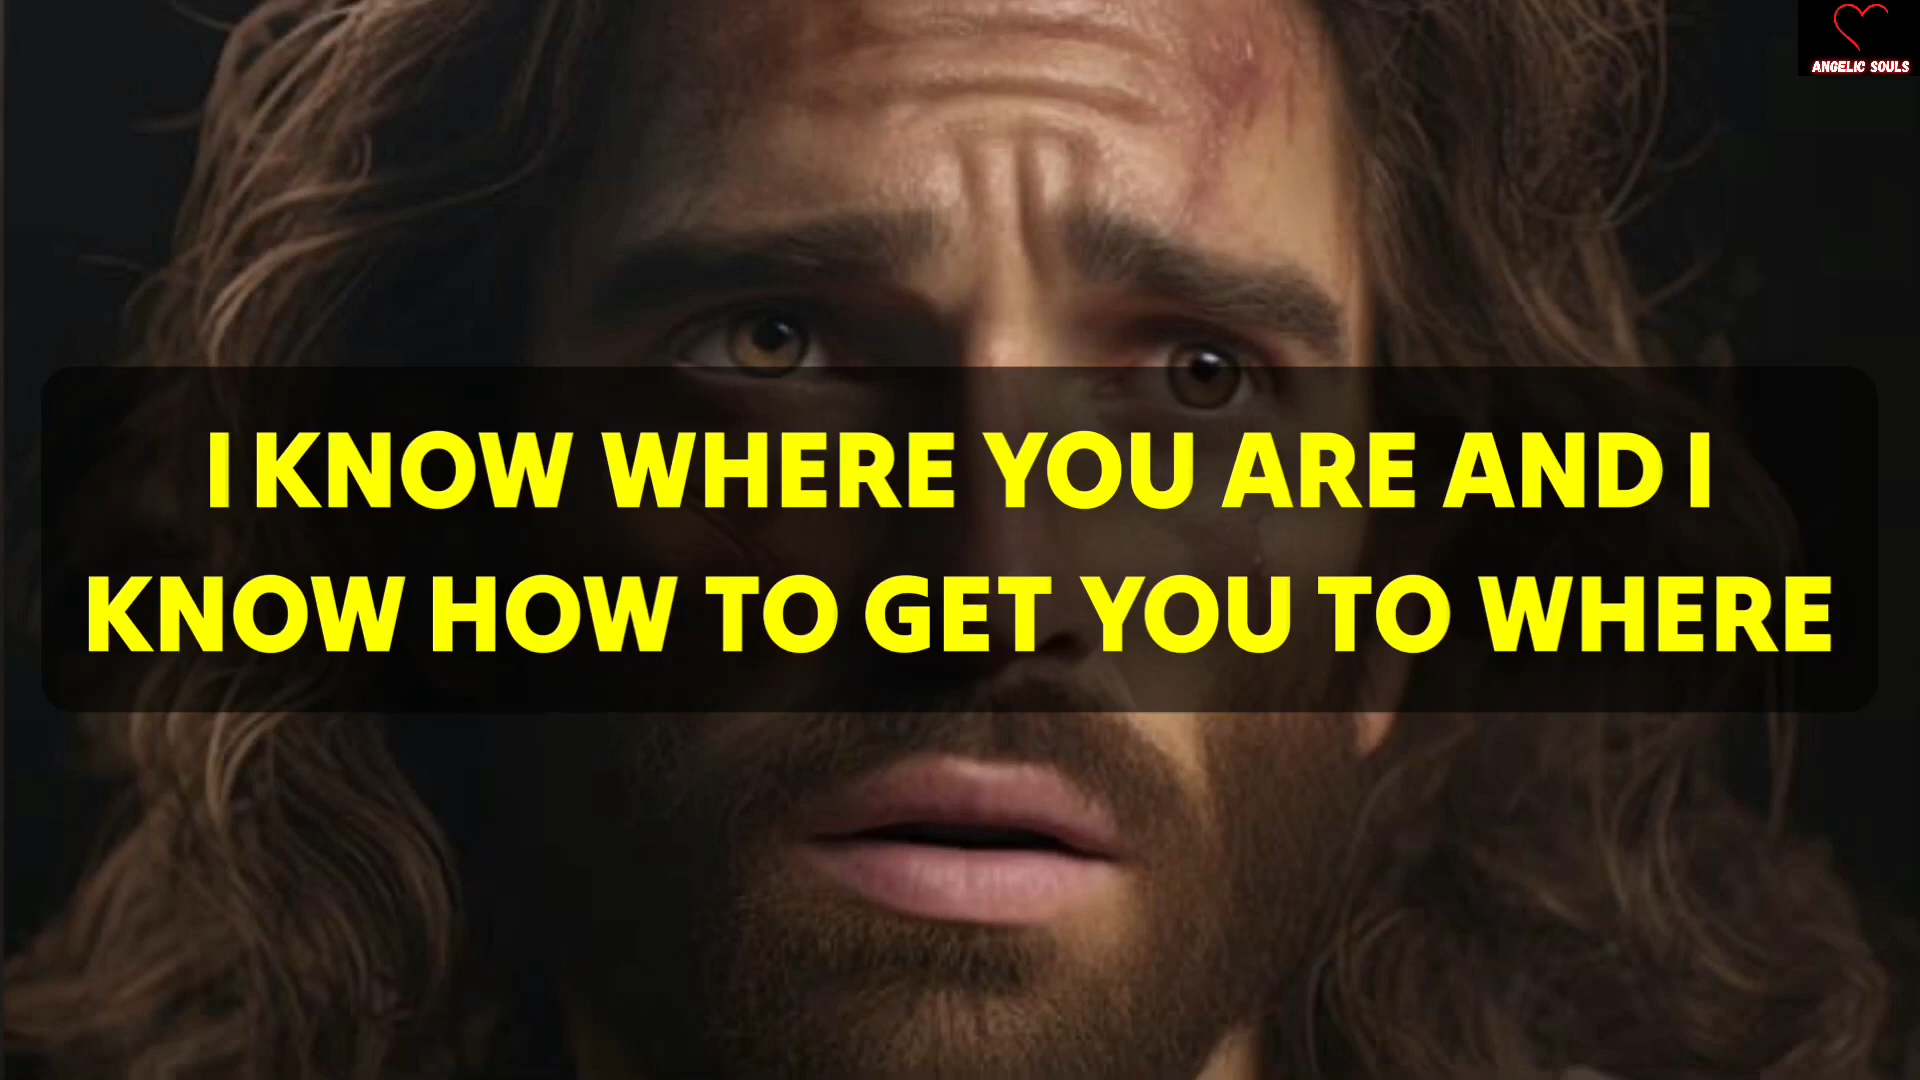 ANGELIC SOULS
I KNOW WHERE YOU ARE AND I
KNOW HOW TO GET YOU TO WHERE